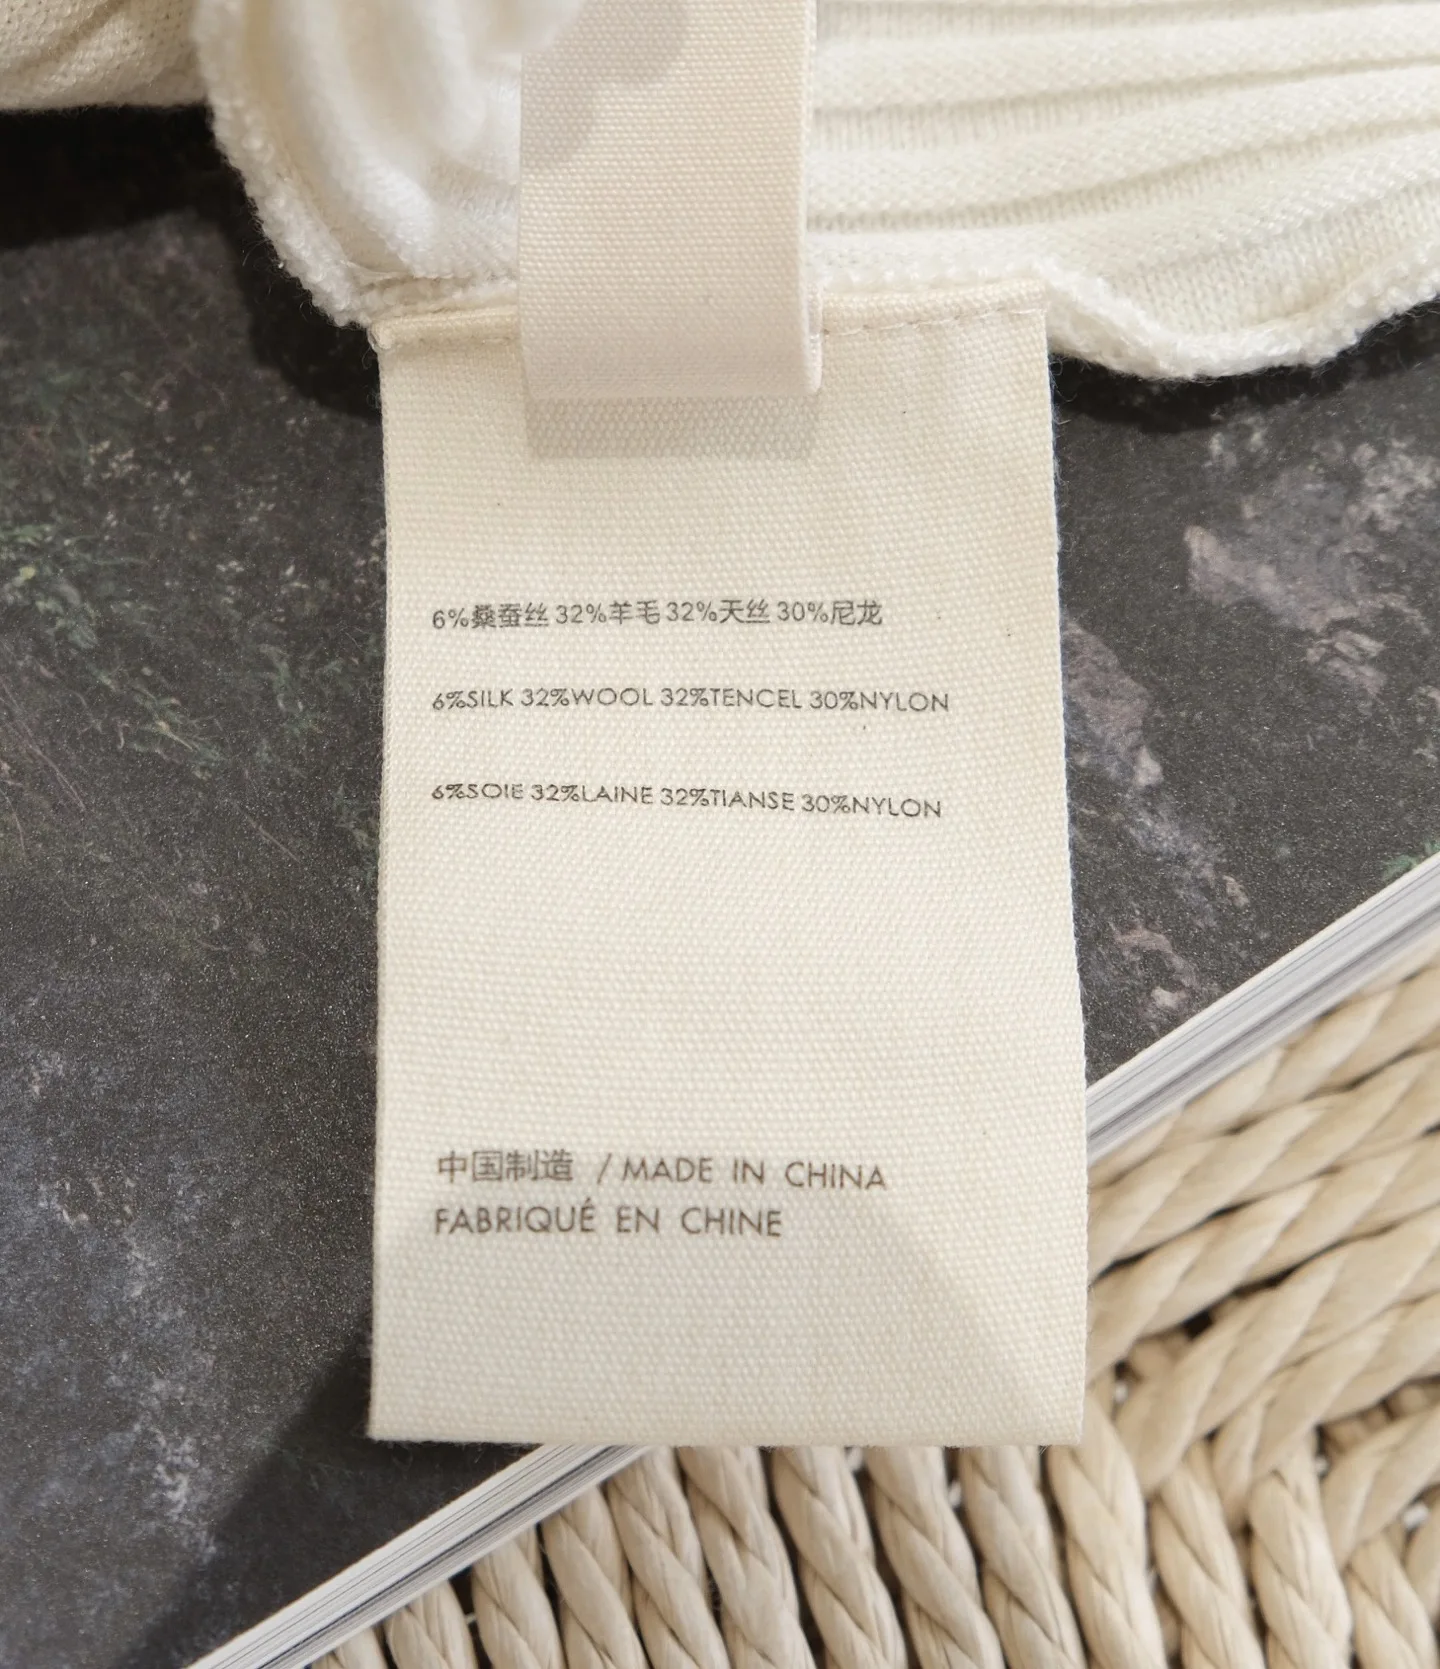 6%桑蚕丝 32%羊毛 32%天丝 30%尼龙
6%SILK 32%WOOL 32%TENCEL 30%NYLON
6%SOIE 32%LAINE 32%TIANSE 30%NYLON
中国制造 / MADE IN CHINA
FABRIQUÉ EN CHINE